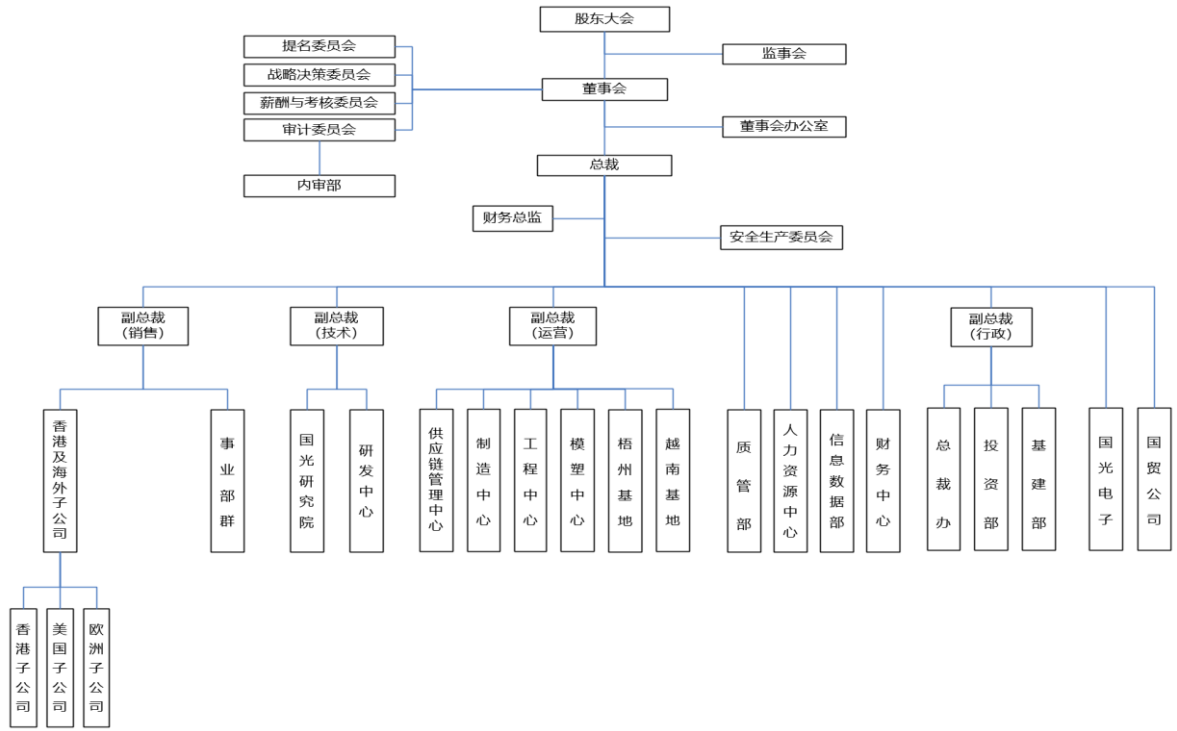 股东大会
监事会
提名委员会
战略决策委员会
薪酬与考核委员会
审计委员会
内审部
董事会
董事会办公室
总裁
财务总监
安全生产委员会
副总裁
（销售）
副总裁
（技术）
副总裁
（运营）
副总裁
（行政）
香港及海外子公司
事业部群
国光研究院
研发中心
供应链管理中心
制造中心
工程中心
模塑中心
梧州基地
越南基地
质管部
人力资源中心
信息数据部
财务中心
总裁办
投资部
基建部
国光电子
国贸公司
香港子公司
美国子公司
欧洲子公司